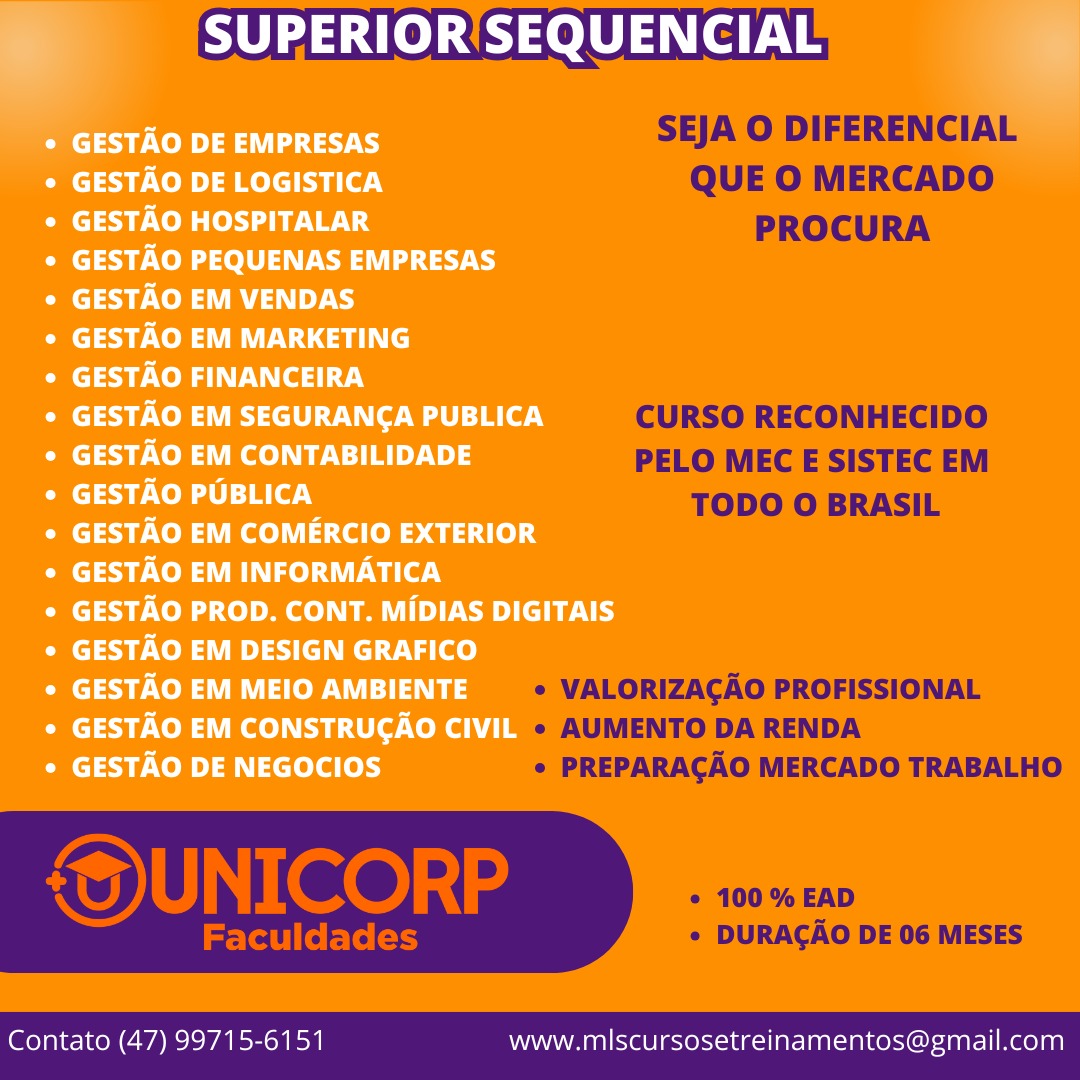 SUPERIOR SEQUENCIAL
• GESTÃO DE EMPRESAS
• GESTÃO DE LOGISTICA
• GESTÃO HOSPITALAR
• GESTÃO PEQUENAS EMPRESAS
• GESTÃO EM VENDAS
• GESTÃO EM MARKETING
• GESTÃO FINANCEIRA
• GESTÃO EM SEGURANÇA PUBLICA
• GESTÃO EM CONTABILIDADE
• GESTÃO PÚBLICA
• GESTÃO EM COMÉRCIO EXTERIOR
• GESTÃO EM INFORMÁTICA
• GESTÃO PROD. CONT. MÍDIAS DIGITAIS
• GESTÃO EM DESIGN GRAFICO
• GESTÃO EM MEIO AMBIENTE
• GESTÃO EM CONSTRUÇÃO CIVIL
• GESTÃO DE NEGOCIOS
SEJA O DIFERENCIAL
QUE O MERCADO
PROCURA
CURSO RECONHECIDO
PELO MEC E SISTEC EM
TODO O BRASIL
• VALORIZAÇÃO PROFISSIONAL
• AUMENTO DA RENDA
• PREPARAÇÃO MERCADO TRABALHO
UNICORP
Faculdades
• 100 % EAD
• DURAÇÃO DE 06 MESES
Contato (47) 99715-6151
www.mlscursosetreinamentos@gmail.com